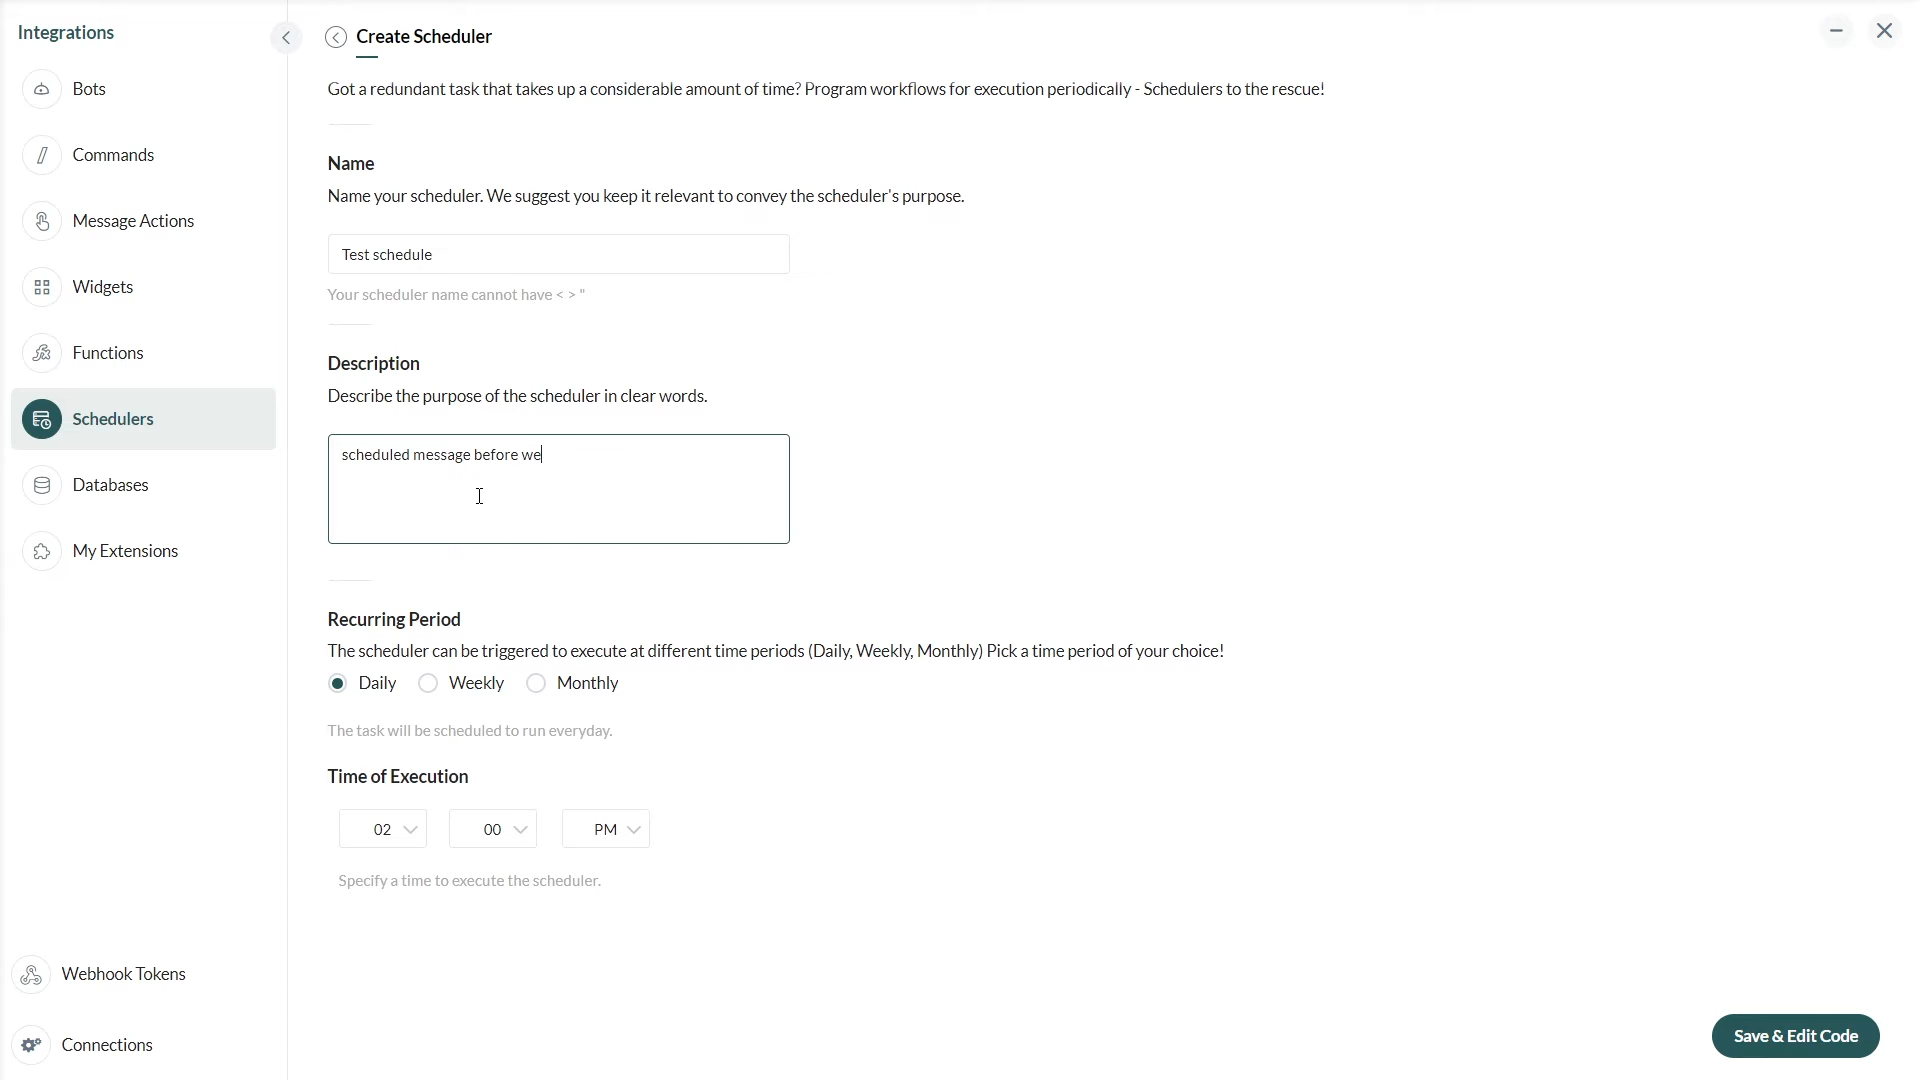 Integrations
Bots
Commands
Message Actions
Widgets
Functions
Schedulers
Databases
My Extensions
Webhook Tokens
Connections
Create Scheduler
Got a redundant task that takes up a considerable amount of time? Program workflows for execution periodically - Schedulers to the rescue!
Name
Name your scheduler. We suggest you keep it relevant to convey the scheduler's purpose.
Test schedule
Your scheduler name cannot have < > "
Description
Describe the purpose of the scheduler in clear words.
scheduled message before we
Recurring Period
The scheduler can be triggered to execute at different time periods (Daily, Weekly, Monthly) Pick a time period of your choice!
Daily Weekly Monthly
The task will be scheduled to run everyday.
Time of Execution
02 00 PM
Specify a time to execute the scheduler.
Save & Edit Code